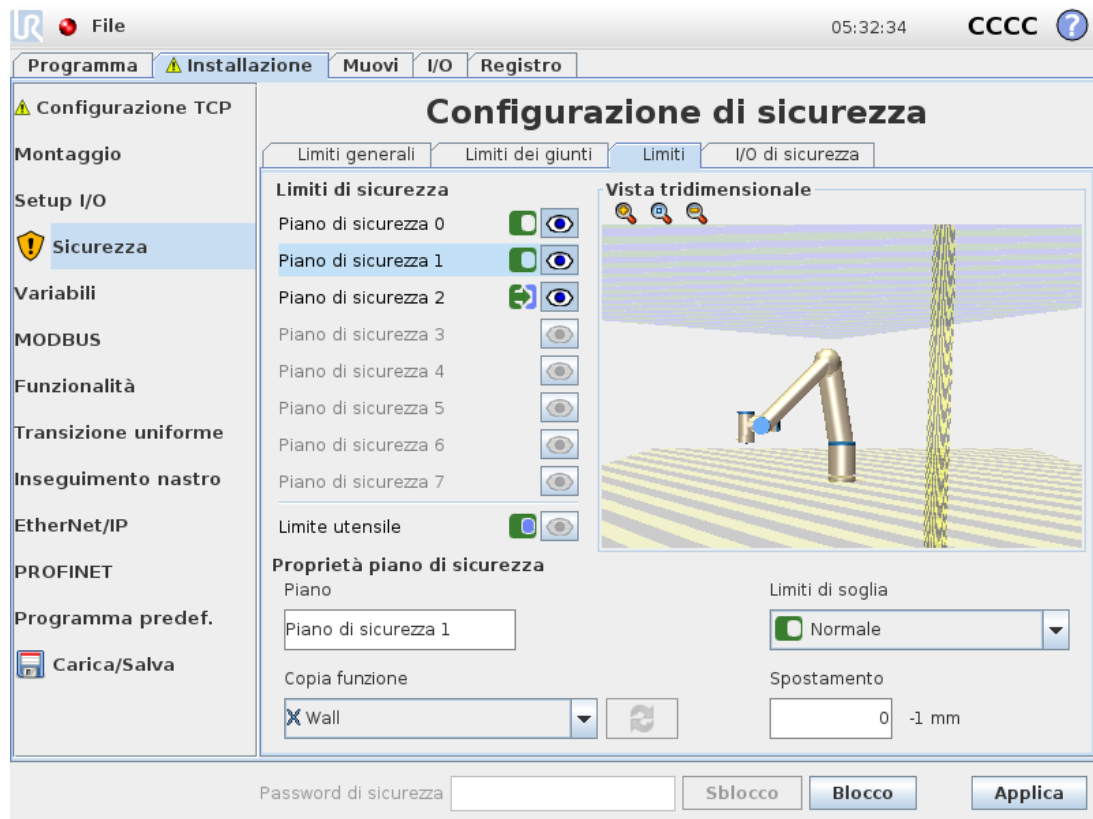 UR File 05:32:34 CCCC ?
Programma Installazione Muovi I/O Registro
Configurazione TCP
Montaggio
Setup I/O
Sicurezza
Variabili
MODBUS
Funzionalità
Transizione uniforme
Inseguimento nastro
EtherNet/IP
PROFINET
Programma predef.
Carica/Salva
Configurazione di sicurezza
Limiti generali Limiti dei giunti Limiti I/O di sicurezza
Limiti di sicurezza
Piano di sicurezza 0
Piano di sicurezza 1
Piano di sicurezza 2
Piano di sicurezza 3
Piano di sicurezza 4
Piano di sicurezza 5
Piano di sicurezza 6
Piano di sicurezza 7
Limite utensile
Vista tridimensionale
Proprietà piano di sicurezza
Piano
Piano di sicurezza 1
Limiti di soglia
Normale
Copia funzione
Wall
Spostamento
0 -1 mm
Password di sicurezza Sblocco Blocco Applica